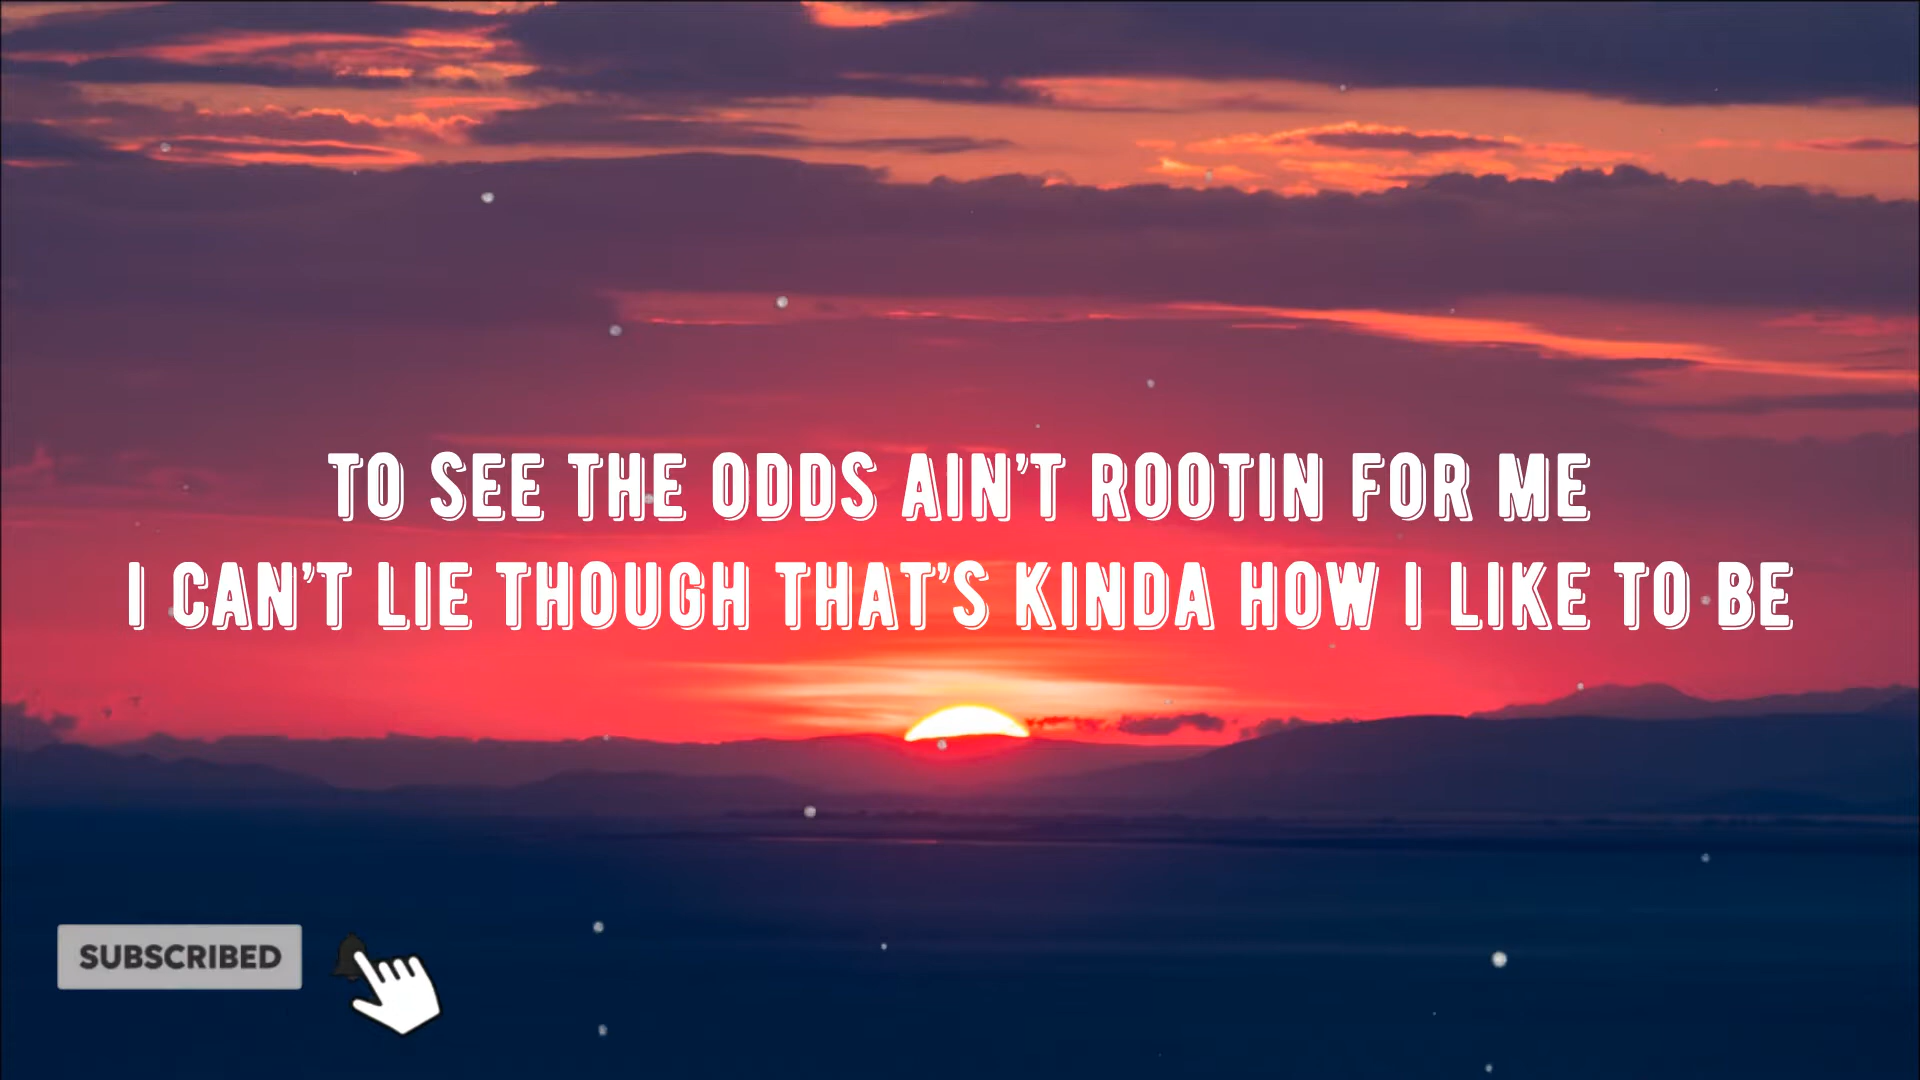 TO SEE THE ODDS AIN'T ROOTIN FOR ME
I CAN'T LIE THOUGH THAT'S KINDA HOW I LIKE TO BE
SUBSCRIBED